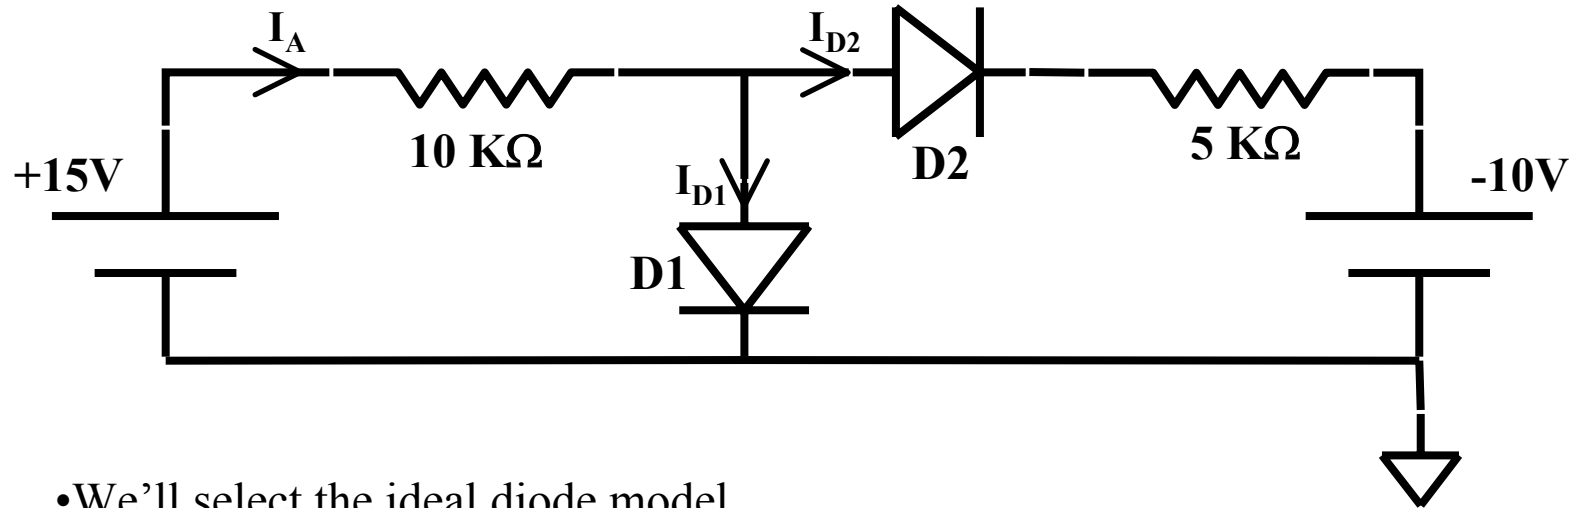 I_A
I_D2
10 KΩ
5 KΩ
D2
+15V
-10V
I_D1
D1
•We'll select the ideal diode model